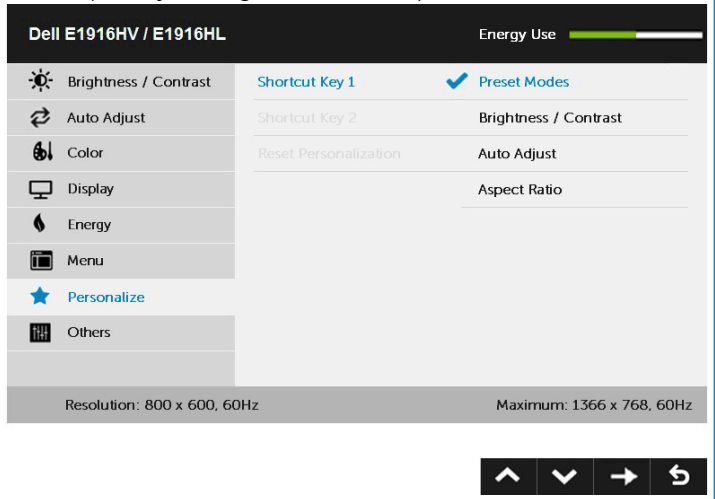 Dell E1916HV / E1916HL
Energy Use
Brightness / Contrast
Shortcut Key 1
Preset Modes
Auto Adjust
Shortcut Key 2
Brightness / Contrast
Color
Reset Personalization
Auto Adjust
Display
Aspect Ratio
Energy
Menu
Personalize
Others
Resolution: 800 x 600, 60Hz
Maximum: 1366 x 768, 60Hz